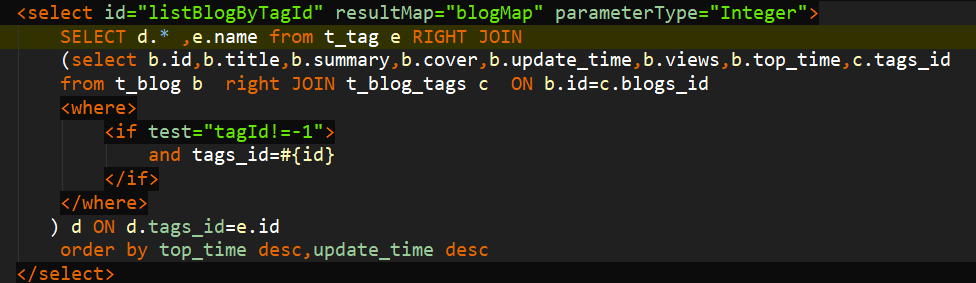 <select id="listBlogByTagId" resultMap="blogMap" parameterType="Integer">
SELECT d.* ,e.name from t_tag e RIGHT JOIN
(select b.id,b.title,b.summary,b.cover,b.update_time,b.views,b.top_time,c.tags_id
from t_blog b  right JOIN t_blog_tags c  ON b.id=c.blogs_id
<where>
<if test="tagId!=-1">
and tags_id=#{id}
</if>
</where>
) d ON d.tags_id=e.id
order by top_time desc,update_time desc
</select>